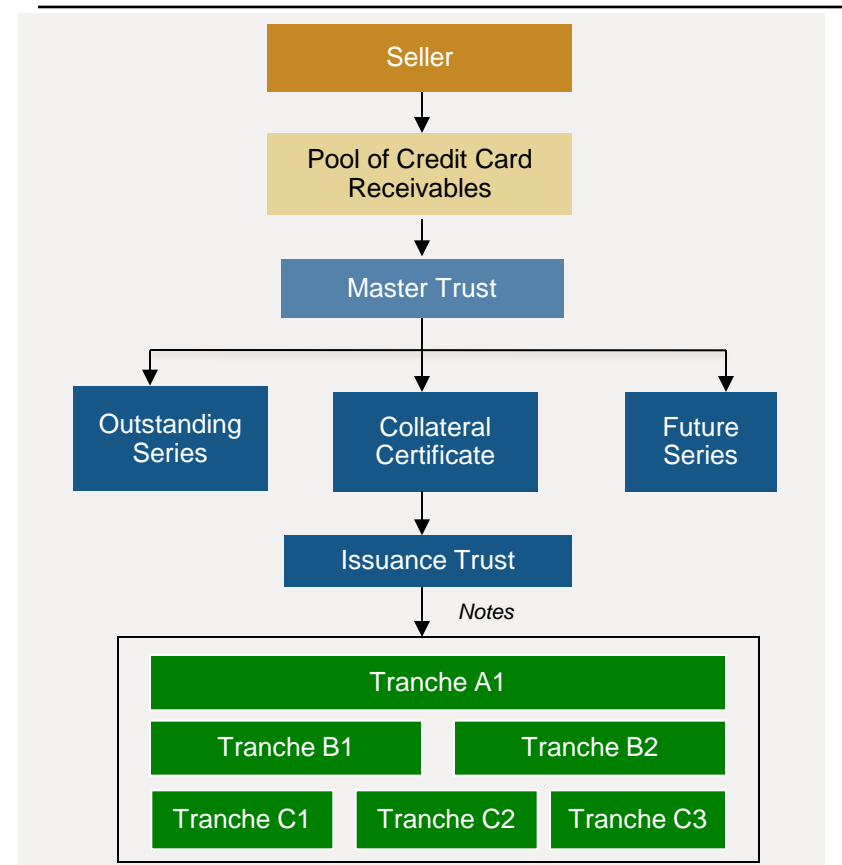 Seller
Pool of Credit Card
Receivables
Master Trust
Outstanding
Series
Collateral
Certificate
Future
Series
Issuance Trust
Notes
Tranche A1
Tranche B1
Tranche B2
Tranche C1
Tranche C2
Tranche C3